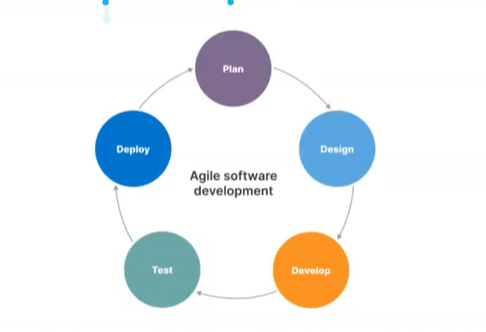 Plan
Deploy
Design
Agile software
development
Test
Develop